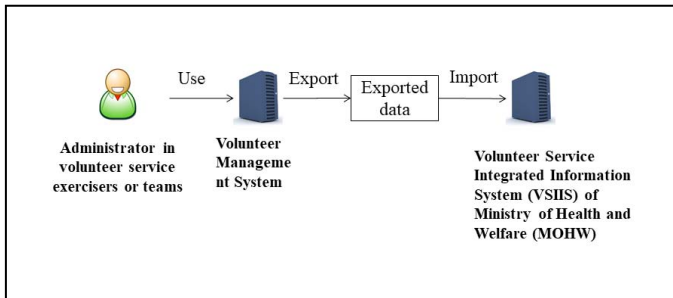 Use
Export
Exported
data
Import
Administrator in
volunteer service
exercisers or teams
Volunteer
Manageme
nt System
Volunteer Service
Integrated Information
System (VSIIS) of
Ministry of Health and
Welfare (MOHW)